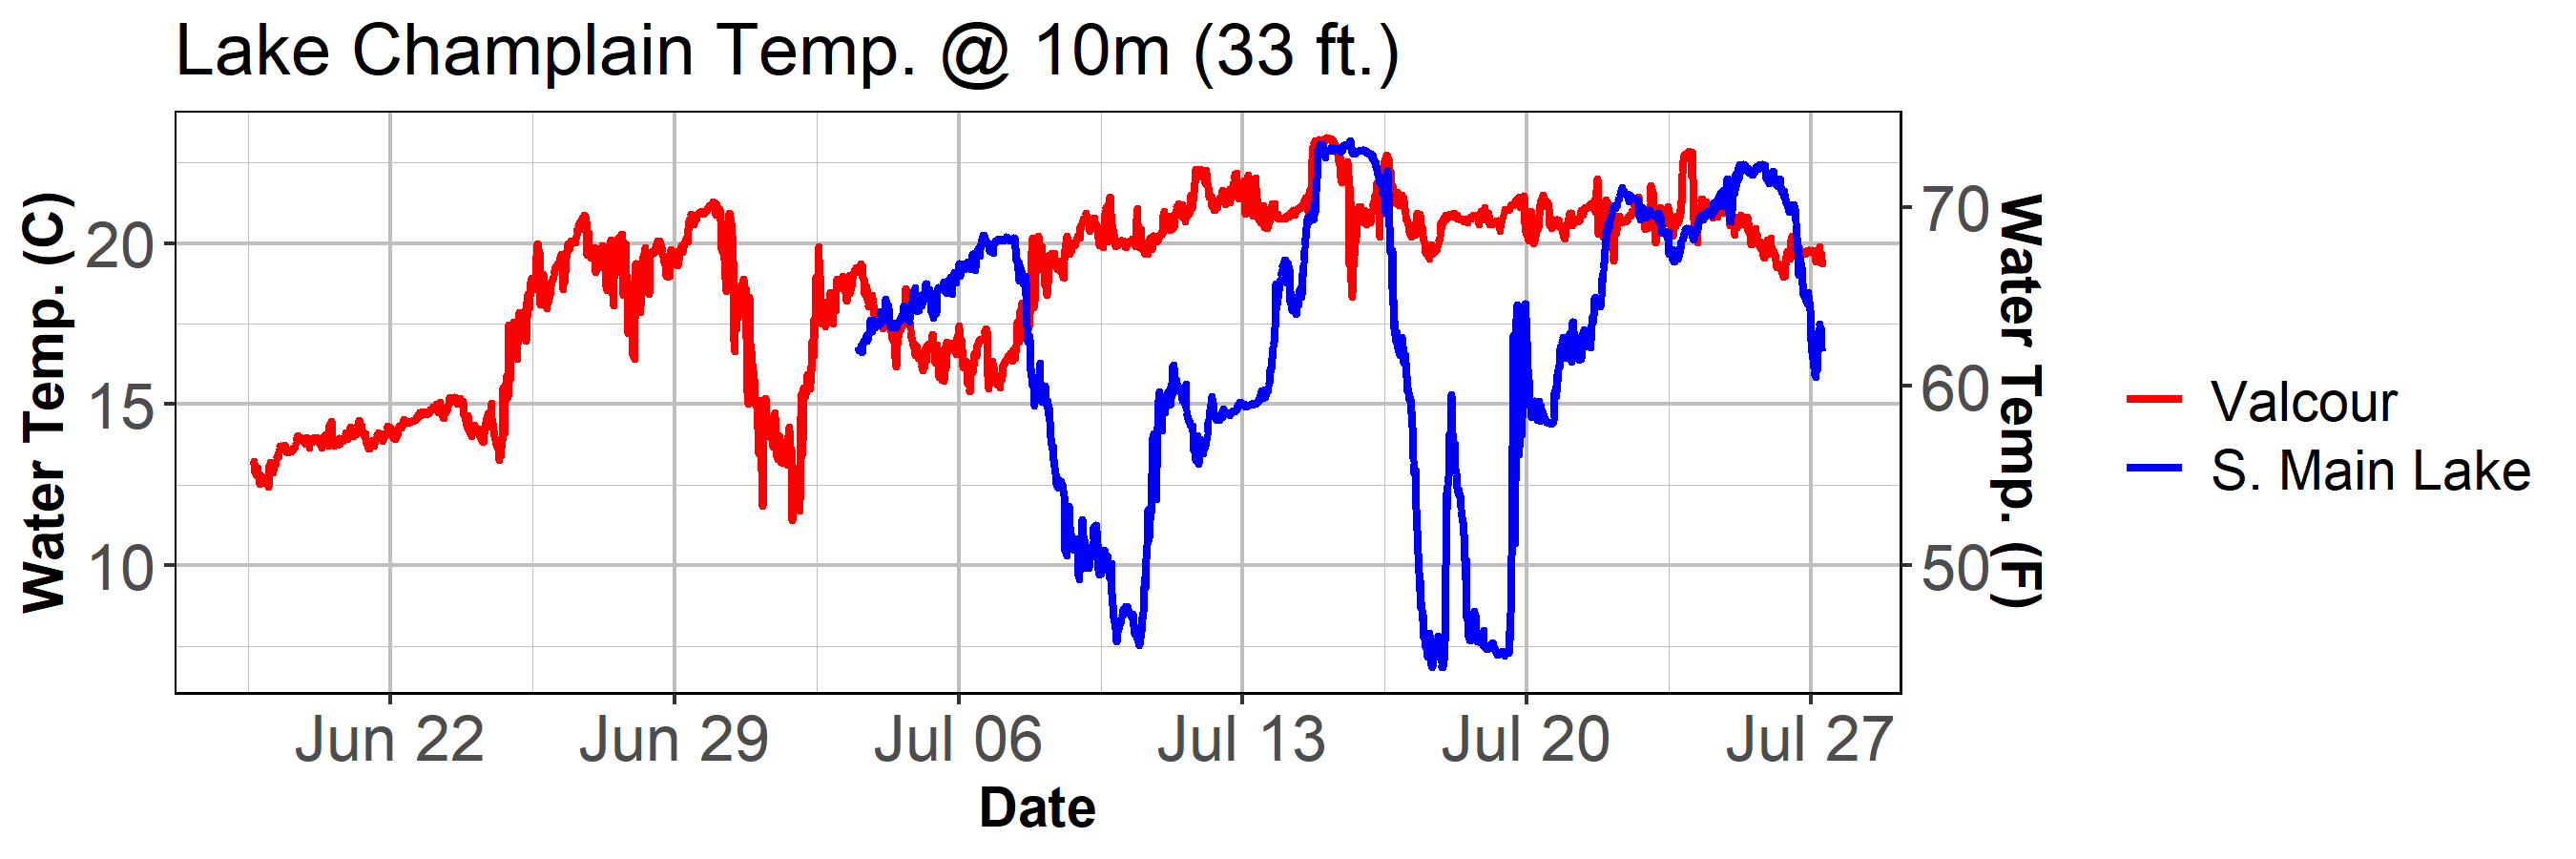 Lake Champlain Temp. @ 10m (33 ft.)
Water Temp. (C)
20
15
10
70
60
50
Water Temp. (F)
Jun 22
Jun 29
Jul 06
Jul 13
Jul 20
Jul 27
Date
Valcour
S. Main Lake